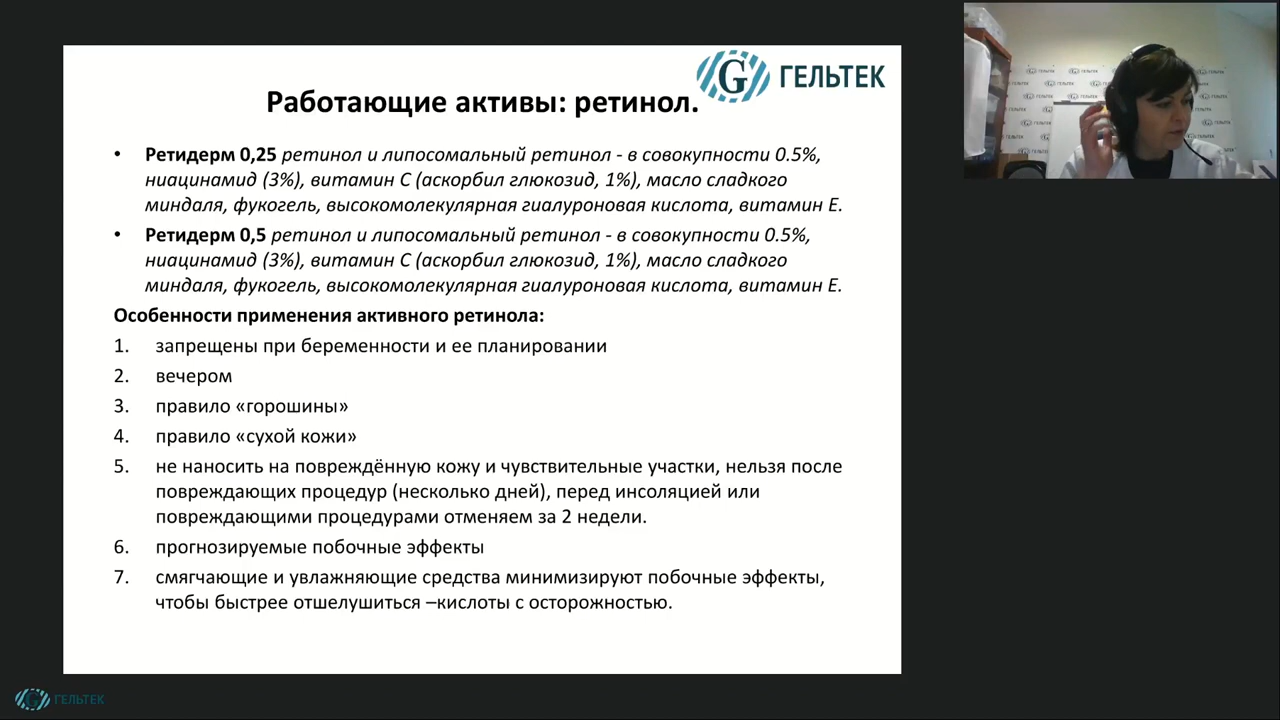 G ГЕЛЬТЕК
Работающие активы: ретинол.
• Ретидерм 0,25 ретинол и липосомальный ретинол - в совокупности 0.5%,
ниацинамид (3%), витамин С (аскорбил глюкозид, 1%), масло сладкого
миндаля, фукогель, высокомолекулярная гиалуроновая кислота, витамин Е.
• Ретидерм 0,5 ретинол и липосомальный ретинол - в совокупности 0.5%,
ниацинамид (3%), витамин С (аскорбил глюкозид, 1%), масло сладкого
миндаля, фукогель, высокомолекулярная гиалуроновая кислота, витамин Е.
Особенности применения активного ретинола:
1. запрещены при беременности и ее планировании
2. вечером
3. правило «горошины»
4. правило «сухой кожи»
5. не наносить на повреждённую кожу и чувствительные участки, нельзя после
повреждающих процедур (несколько дней), перед инсоляцией или
повреждающими процедурами отменяем за 2 недели.
6. прогнозируемые побочные эффекты
7. смягчающие и увлажняющие средства минимизируют побочные эффекты,
чтобы быстрее отшелушиться –кислоты с осторожностью.
G ГЕЛЬТЕК